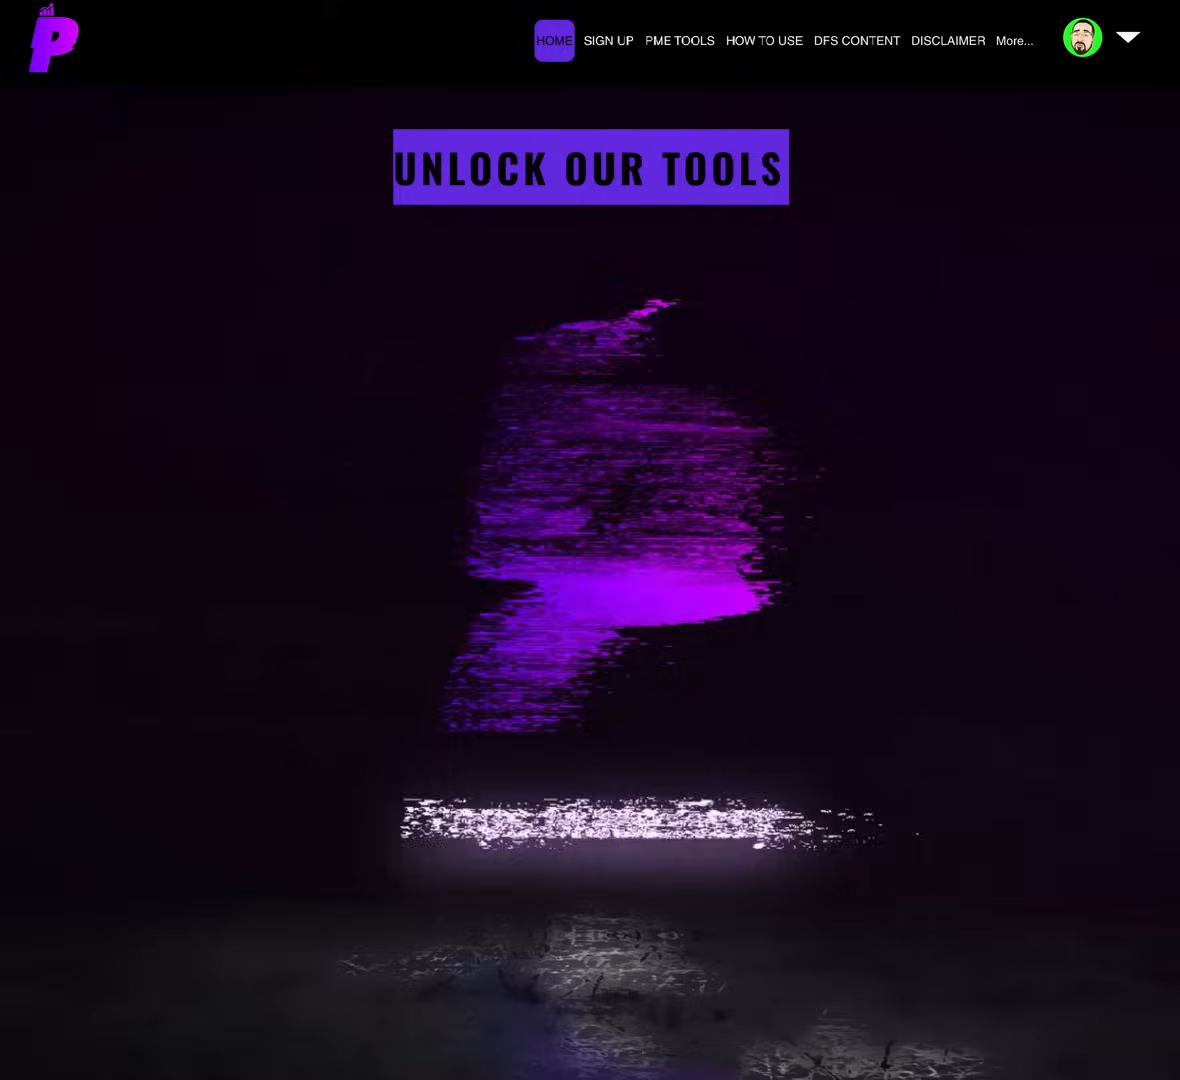 P
HOME SIGN UP PME TOOLS HOW TO USE DFS CONTENT DISCLAIMER More...
UNLOCK OUR TOOLS